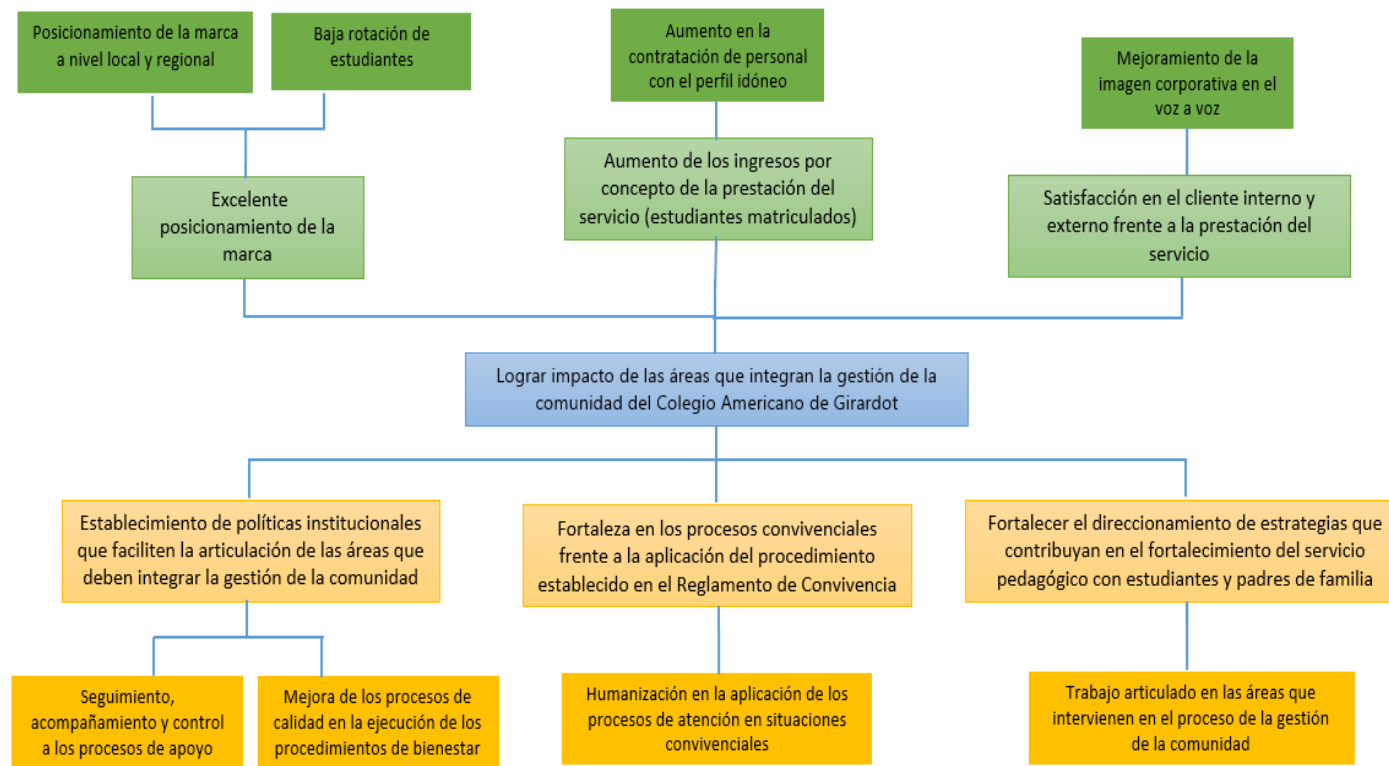 Posicionamiento de la marca
a nivel local y regional
Baja rotación de
estudiantes
Aumento en la
contratación de personal
con el perfil idóneo
Mejoramiento de la
imagen corporativa en el
voz a voz
Excelente
posicionamiento de la
marca
Aumento de los ingresos por
concepto de la prestación del
servicio (estudiantes matriculados)
Satisfacción en el cliente interno y
externo frente a la prestación del
servicio
Lograr impacto de las áreas que integran la gestión de la
comunidad del Colegio Americano de Girardot
Establecimiento de políticas institucionales
que faciliten la articulación de las áreas que
deben integrar la gestión de la comunidad
Fortaleza en los procesos convivenciales
frente a la aplicación del procedimiento
establecido en el Reglamento de Convivencia
Fortalecer el direccionamiento de estrategias que
contribuyan en el fortalecimiento del servicio
pedagógico con estudiantes y padres de familia
Seguimiento,
acompañamiento y control
a los procesos de apoyo
Mejora de los procesos de
calidad en la ejecución de los
procedimientos de bienestar
Humanización en la aplicación de los
procesos de atención en situaciones
convivenciales
Trabajo articulado en las áreas que
intervienen en el proceso de la gestión
de la comunidad